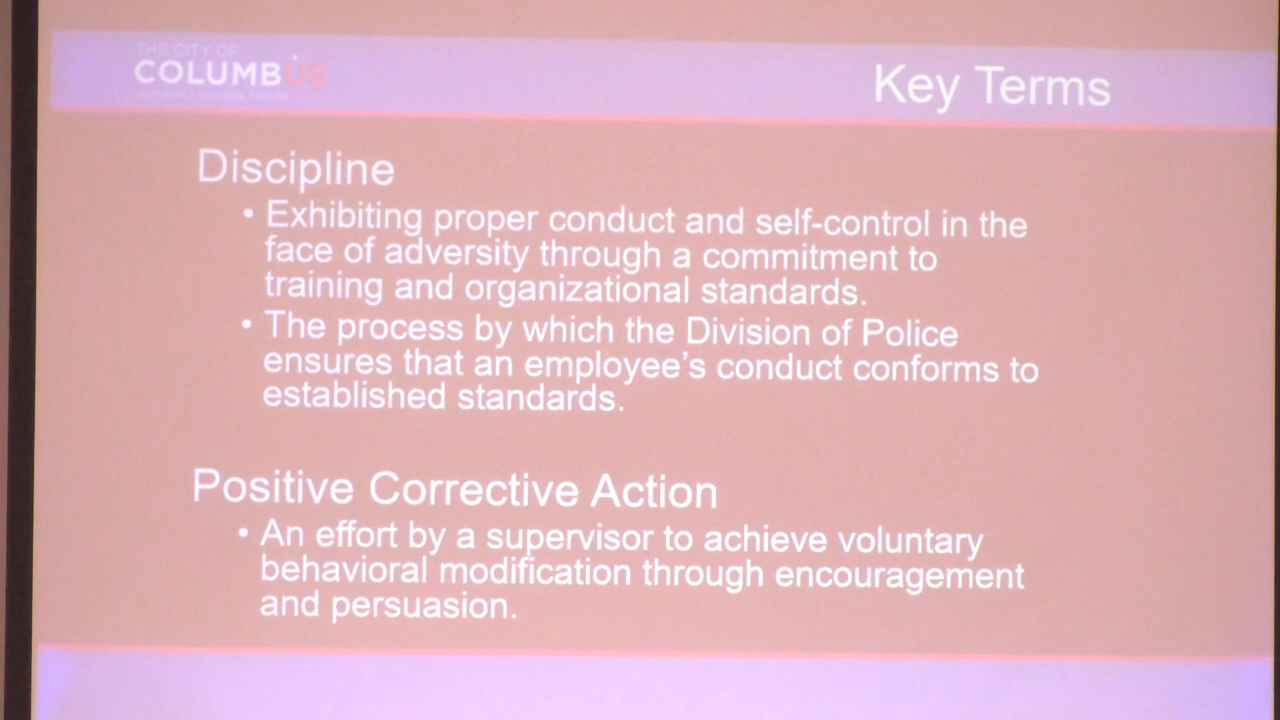 THE CITY OF
COLUMBUS
Key Terms
Discipline
• Exhibiting proper conduct and self-control in the
face of adversity through a commitment to
training and organizational standards.
• The process by which the Division of Police
ensures that an employee's conduct conforms to
established standards.
Positive Corrective Action
• An effort by a supervisor to achieve voluntary
behavioral modification through encouragement
and persuasion.